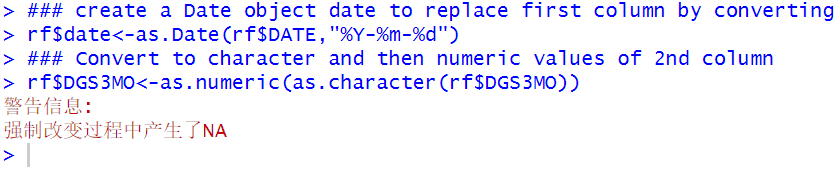 > ### create a Date object date to replace first column by converting
> rf$date<-as.Date(rf$DATE,"%Y-%m-%d")
> ### Convert to character and then numeric values of 2nd column
> rf$DGS3MO<-as.numeric(as.character(rf$DGS3MO))
警告信息:
强制改变过程中产生了NA
>